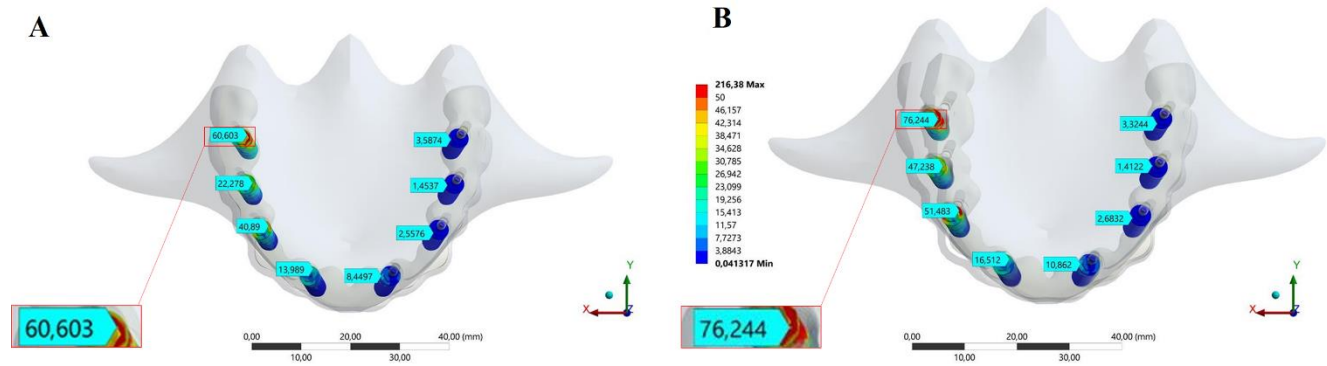 A
60,603
3,5874
22,278
1,4537
40,89
2,5576
13,989
8,4497
60,603
Y
X
Z
0,00 20,00 40,00 (mm)
10,00 30,00
B
216,38 Max
50
46,157
42,314
38,471
34,628
30,785
26,942
23,099
19,256
15,413
11,57
7,7273
3,8843
0,041317 Min
76,244
3,3244
47,238
1,4122
51,483
2,6832
16,512
10,862
76,244
Y
X
Z
0,00 20,00 40,00 (mm)
10,00 30,00